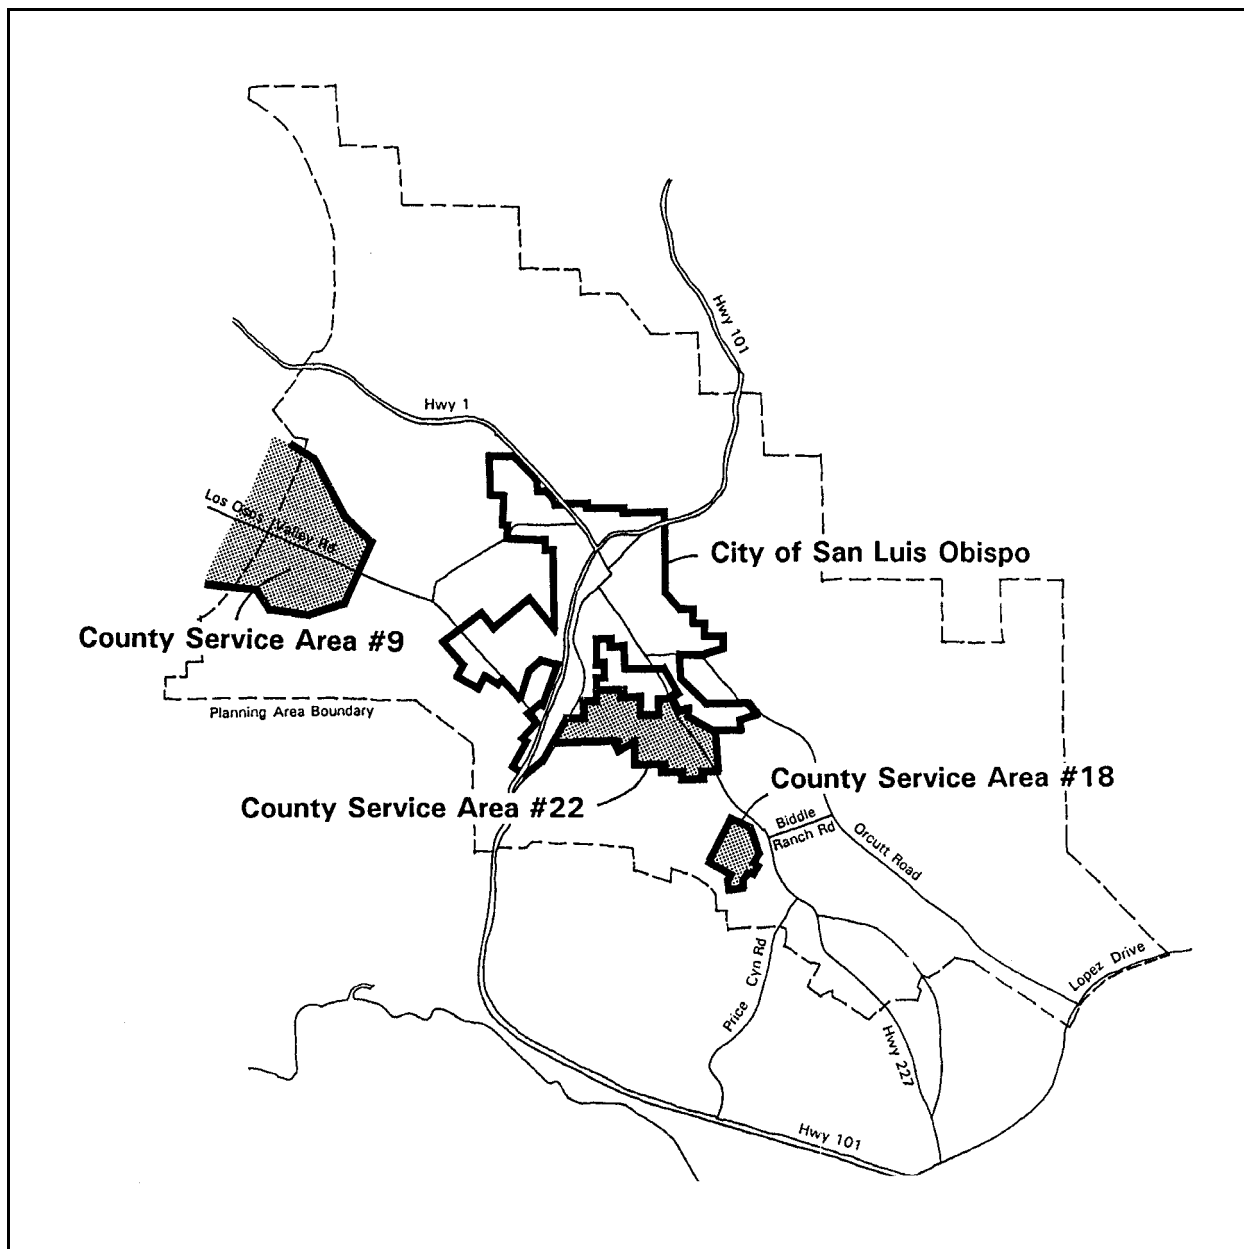 Hwy 101
Hwy 1
Los Osos Valley Rd
City of San Luis Obispo
County Service Area #9
Planning Area Boundary
County Service Area #18
County Service Area #22
Biddle
Ranch Rd
Orcutt Road
Price Cyn Rd
Lopez Drive
Hwy 227
Hwy 101